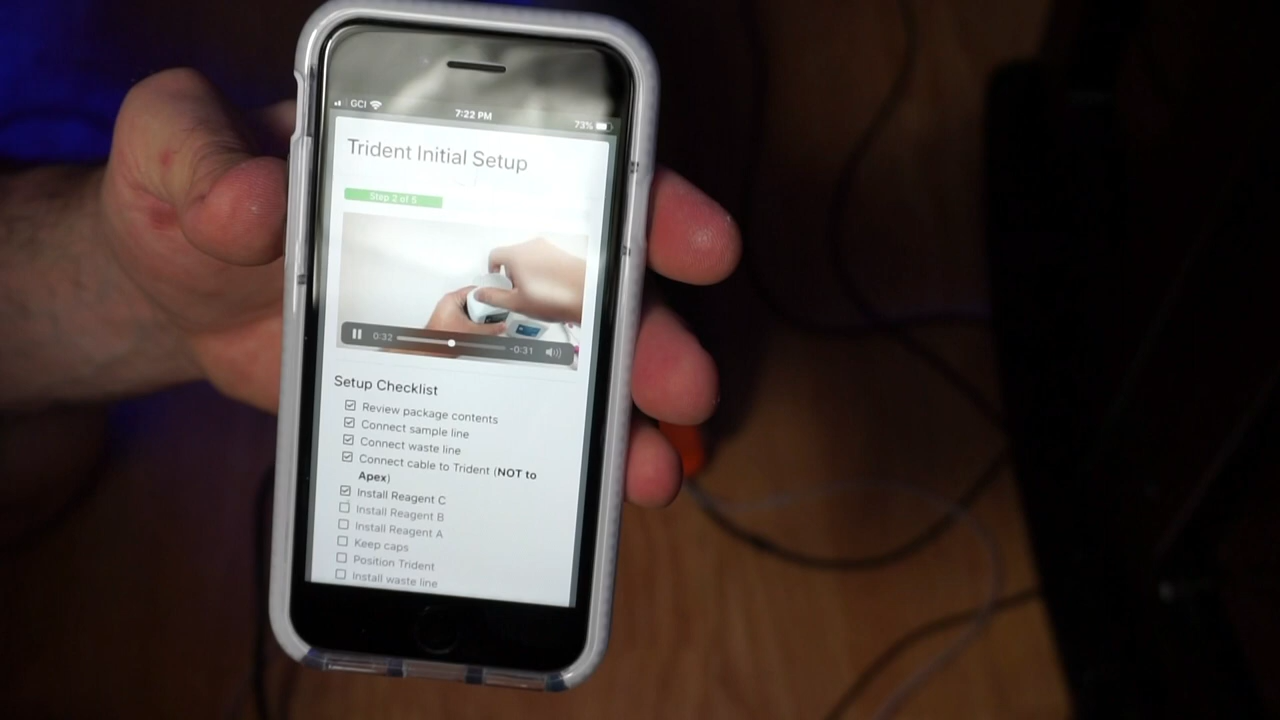 GCI
7:22 PM
73%
Trident Initial Setup
Step 2 of 6
0:32
-0:31
Setup Checklist
Review package contents
Connect sample line
Connect waste line
Connect cable to Trident (NOT to
Apex)
Install Reagent C
Install Reagent B
Install Reagent A
Keep caps
Position Trident
Install waste line